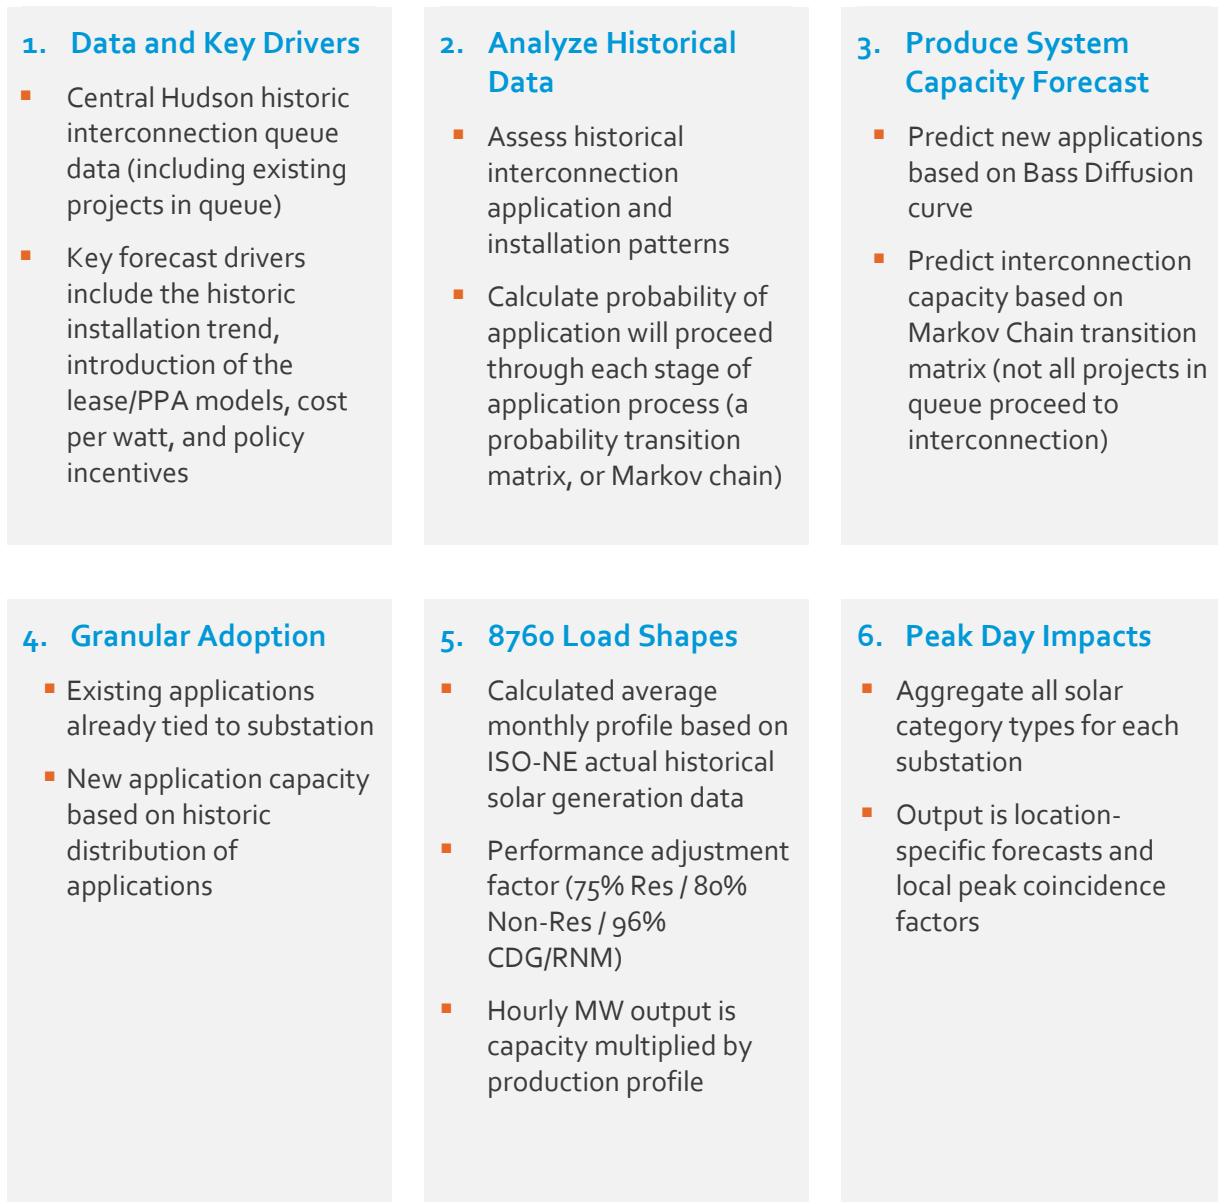 1. Data and Key Drivers
▪ Central Hudson historic
interconnection queue
data (including existing
projects in queue)
▪ Key forecast drivers
include the historic
installation trend,
introduction of the
lease/PPA models, cost
per watt, and policy
incentives
2. Analyze Historical
Data
▪ Assess historical
interconnection
application and
installation patterns
▪ Calculate probability of
application will proceed
through each stage of
application process (a
probability transition
matrix, or Markov chain)
3. Produce System
Capacity Forecast
▪ Predict new applications
based on Bass Diffusion
curve
▪ Predict interconnection
capacity based on
Markov Chain transition
matrix (not all projects in
queue proceed to
interconnection)
4. Granular Adoption
▪ Existing applications
already tied to substation
▪ New application capacity
based on historic
distribution of
applications
5. 8760 Load Shapes
▪ Calculated average
monthly profile based on
ISO-NE actual historical
solar generation data
▪ Performance adjustment
factor (75% Res / 80%
Non-Res / 96%
CDG/RNM)
▪ Hourly MW output is
capacity multiplied by
production profile
6. Peak Day Impacts
▪ Aggregate all solar
category types for each
substation
▪ Output is location-
specific forecasts and
local peak coincidence
factors